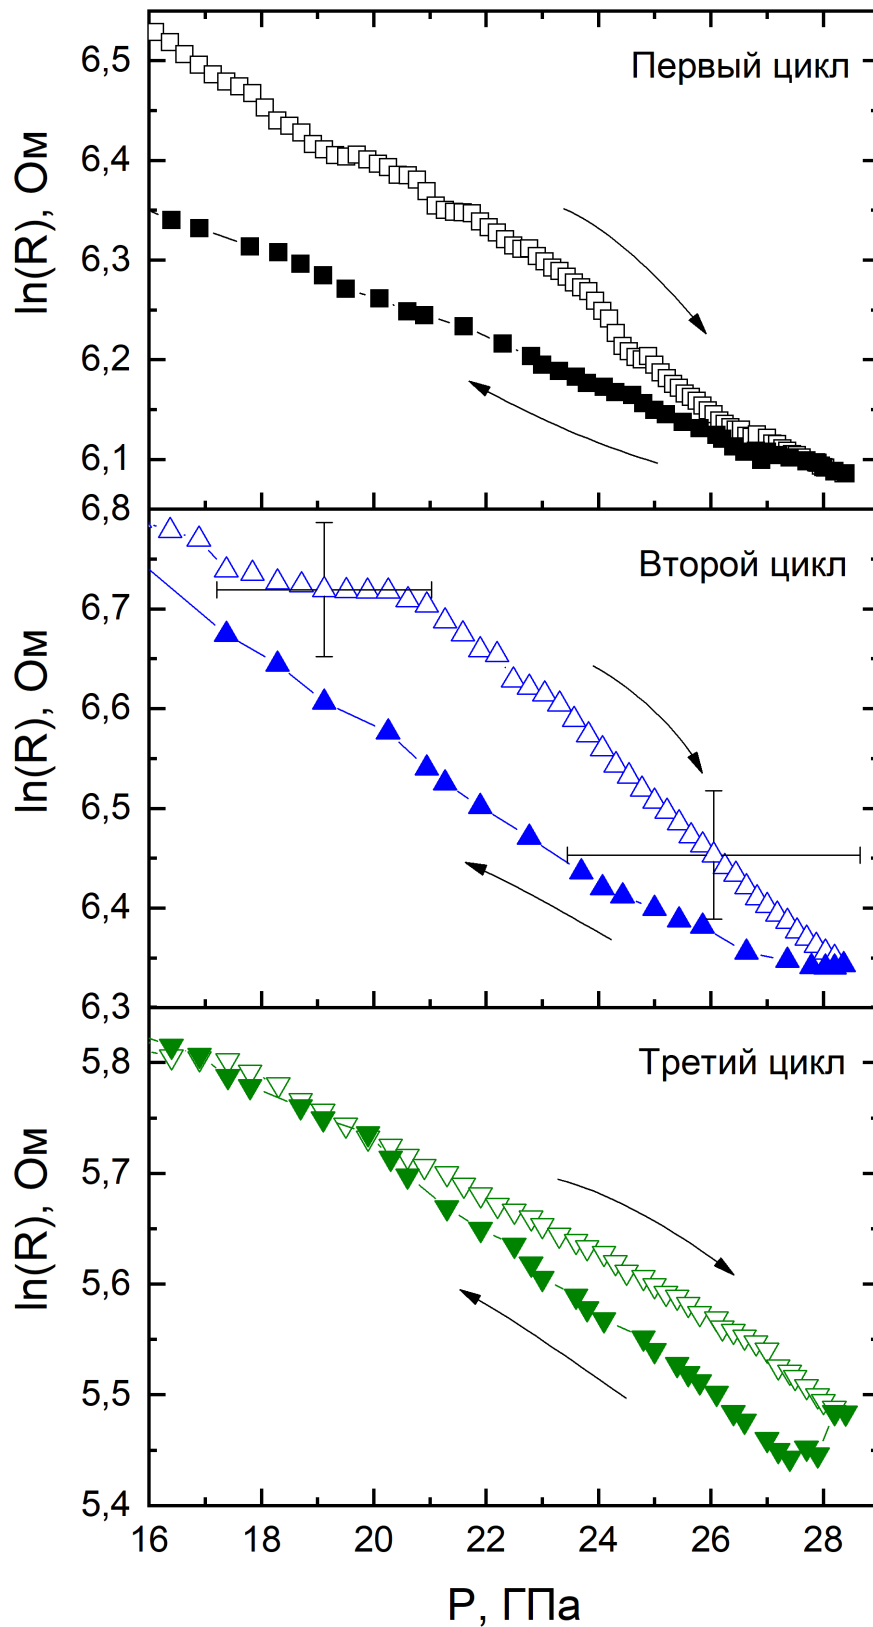 Первый цикл
ln(R), Ом
6,5
6,4
6,3
6,2
6,1
Второй цикл
ln(R), Ом
6,8
6,7
6,6
6,5
6,4
6,3
Третий цикл
ln(R), Ом
5,8
5,7
5,6
5,5
5,4
16 18 20 22 24 26 28
P, ГПа